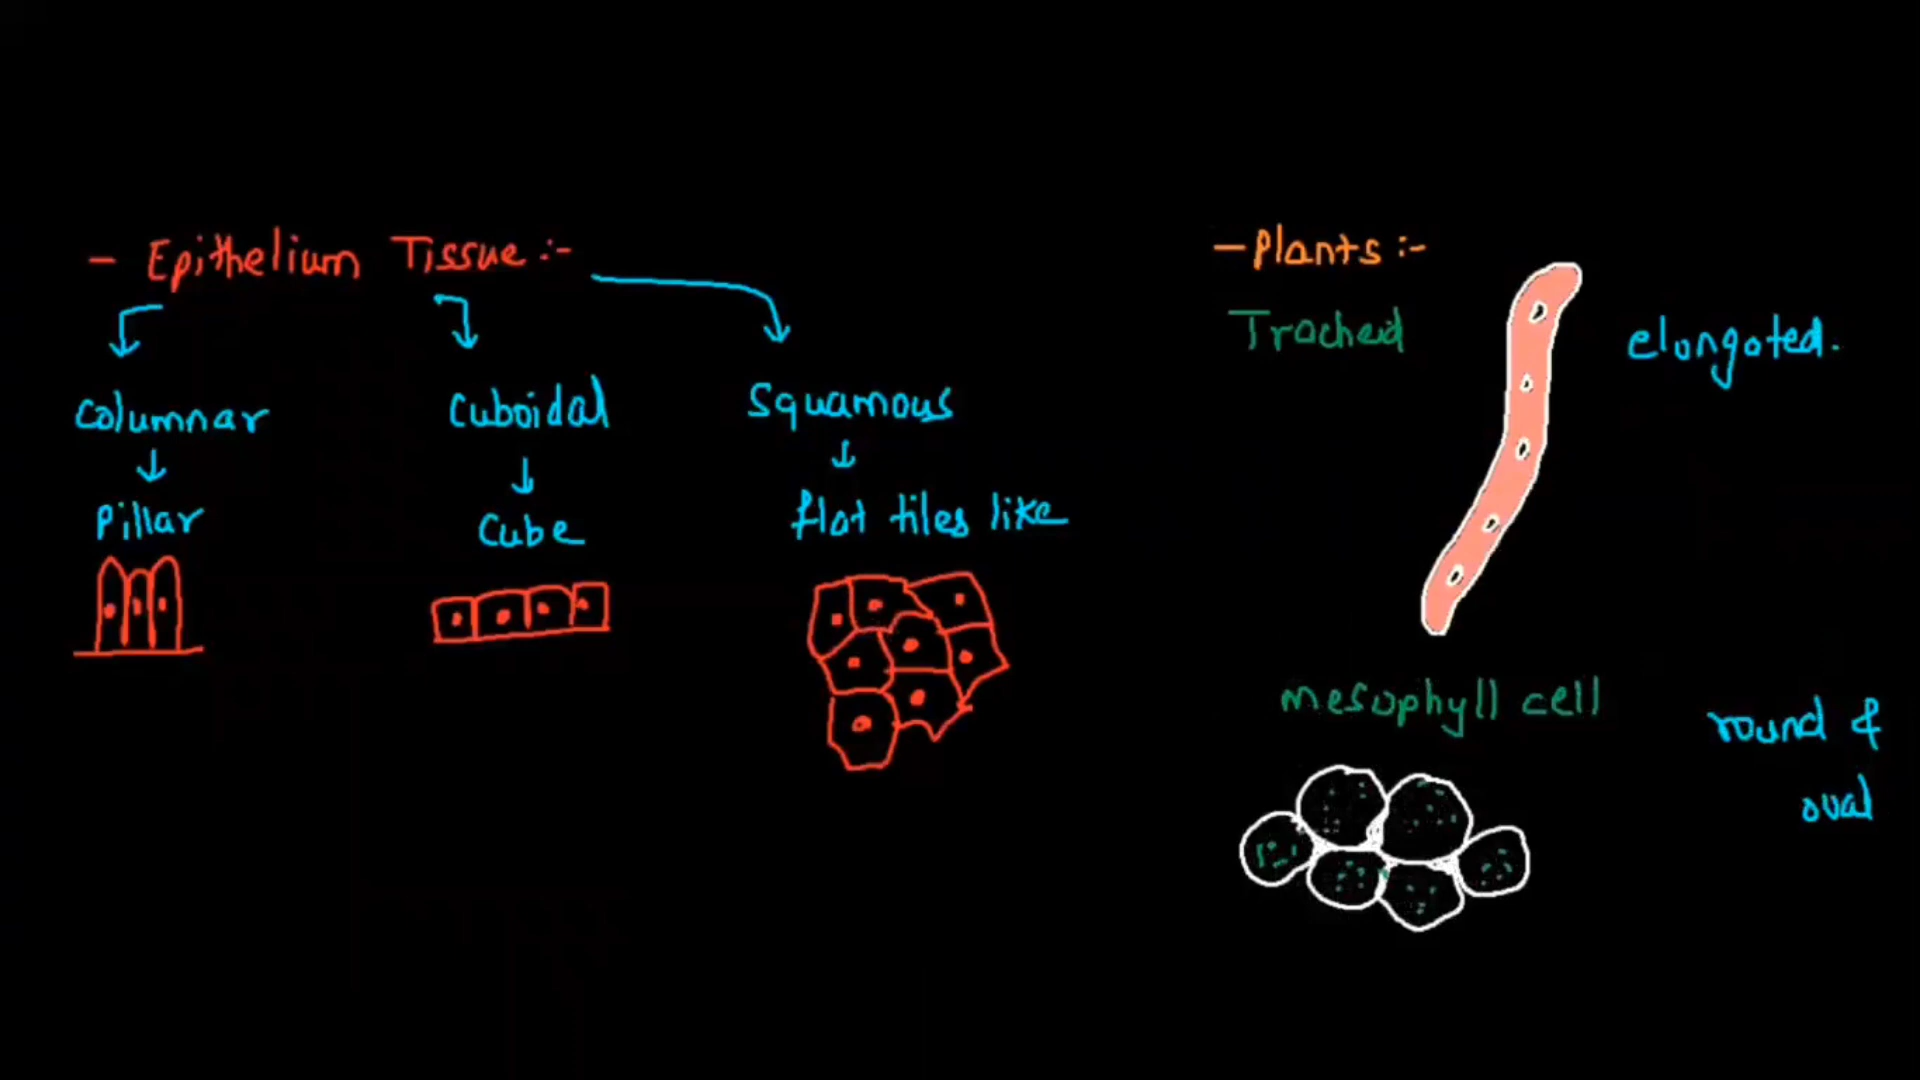 - Epithelium Tissue :-
Columnar
Pillar
Cuboidal
Cube
Squamous
flat tiles like
- Plants :-
Tracheid
elongated.
mesophyll cell
round &
oval